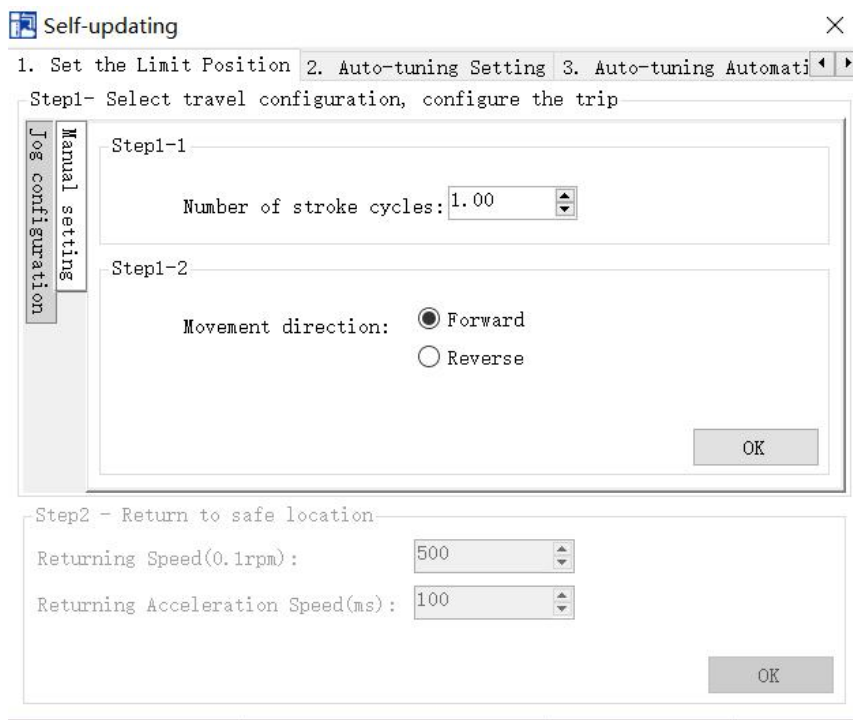 Self-updating
1. Set the Limit Position 2. Auto-tuning Setting 3. Auto-tuning Automati
Step1- Select travel configuration, configure the trip
Jog configuration
Manual setting
Step1-1
Number of stroke cycles: 1.00
Step1-2
Movement direction: Forward
Reverse
OK
Step2 - Return to safe location
Returning Speed(0.1rpm): 500
Returning Acceleration Speed(ms): 100
OK